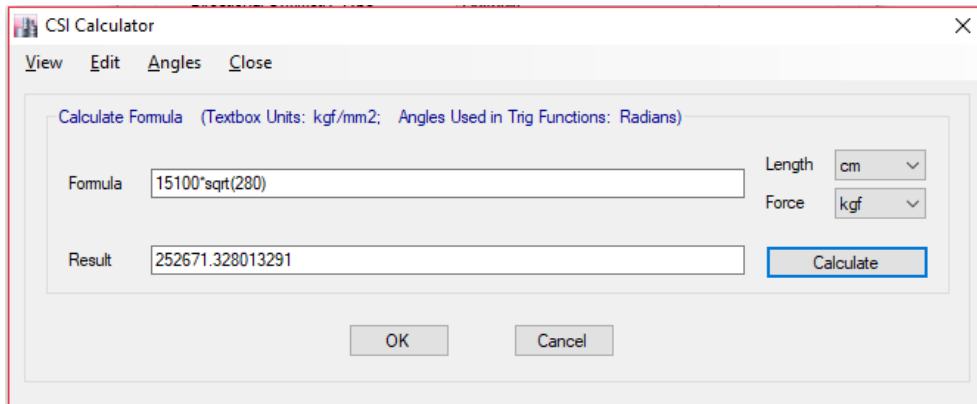 CSI Calculator
View Edit Angles Close
Calculate Formula (Textbox Units: kgf/mm2; Angles Used in Trig Functions: Radians)
Length cm
Formula 15100*sqrt(280)
Force kgf
Result 252671.328013291 Calculate
OK Cancel